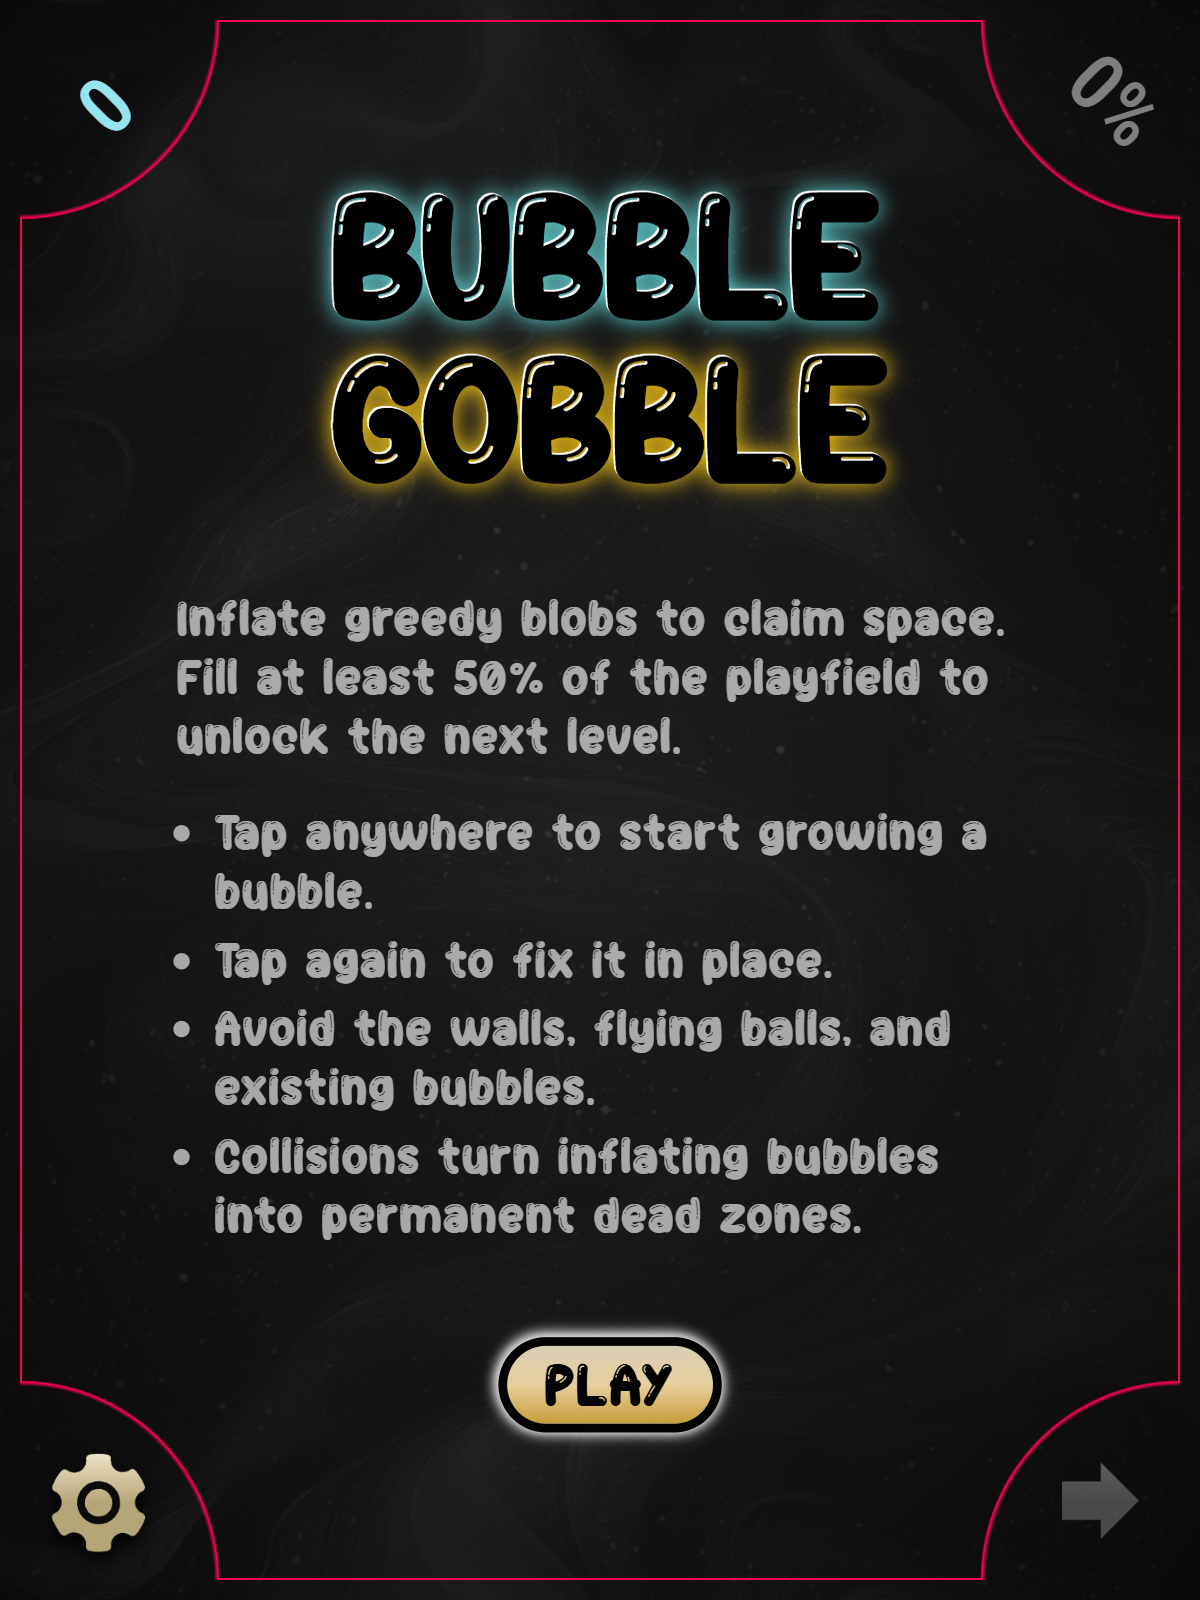 0
0%
BUBBLE
GOBBLE
Inflate greedy blobs to claim space.
Fill at least 50% of the playfield to
unlock the next level.
• Tap anywhere to start growing a
bubble.
• Tap again to fix it in place.
• Avoid the walls, flying balls, and
existing bubbles.
• Collisions turn inflating bubbles
into permanent dead zones.
PLAY